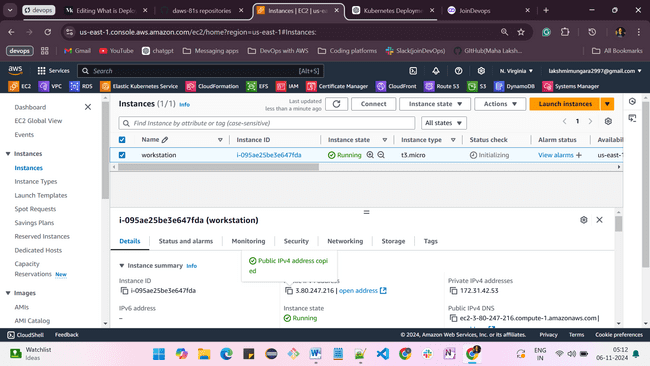 devops
Editing What is Deploy
daws-81s repositories
Instances | EC2 | us-east
Kubernetes Deployme
JoinDevops
us-east-1.console.aws.amazon.com/ec2/home?region=us-east-1#Instances:
devops
Gmail
YouTube
chatgpt
Messaging apps
DevOps with AWS
Coding platforms
Slack(JoinDevOps)
GitHub(Maha Laksh...
All Bookmarks
aws
Services
Search
[Alt+S]
N. Virginia
lakshmimungara2997@gmail.com
EC2
VPC
RDS
Elastic Kubernetes Service
CloudFormation
EFS
IAM
Certificate Manager
CloudFront
Route 53
S3
DynamoDB
Systems Manager
Dashboard
EC2 Global View
Events
Instances
Instances
Instance Types
Launch Templates
Spot Requests
Savings Plans
Reserved Instances
Dedicated Hosts
Capacity
Reservations New
Images
AMIs
AMI Catalog
Instances (1/1) Info
Last updated
less than a minute ago
Connect
Instance state
Actions
Launch instances
Find Instance by attribute or tag (case-sensitive)
All states
1
Name
Instance ID
Instance state
Instance type
Status check
Alarm status
Availabil
workstation
i-095ae25be3e647fda
Running
t3.micro
Initializing
View alarms
us-east-1
i-095ae25be3e647fda (workstation)
Details
Status and alarms
Monitoring
Security
Networking
Storage
Tags
Public IPv4 address copi
ed
Instance summary Info
Instance ID
i-095ae25be3e647fda
3.80.247.216 | open address
Private IPv4 addresses
172.31.42.53
IPv6 address
–
Instance state
Running
Public IPv4 DNS
ec2-3-80-247-216.compute-1.amazonaws.com |
CloudShell
Feedback
© 2024, Amazon Web Services, Inc. or its affiliates.
Privacy
Terms
Cookie preferences
Watchlist
Ideas
ENG
IN
05:12
06-11-2024